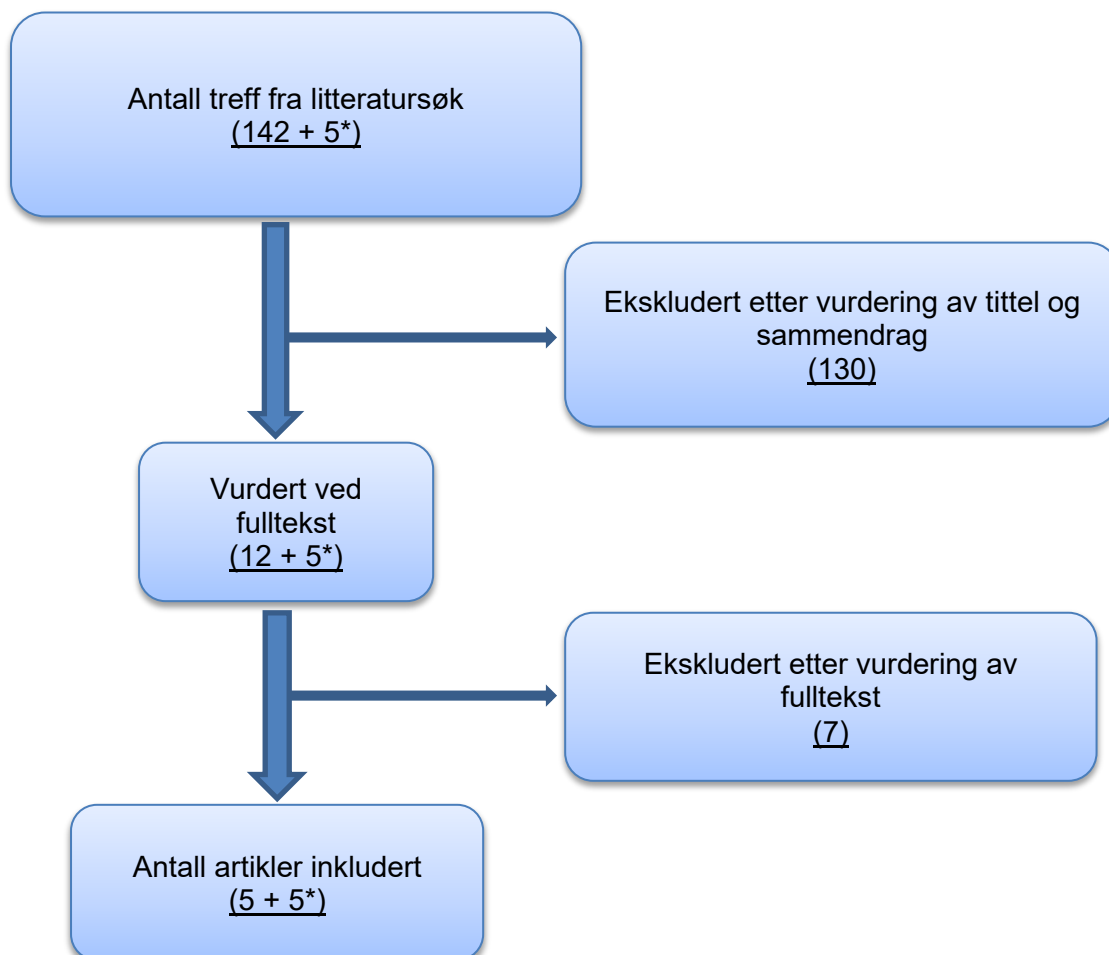 Antall treff fra litteratursøk
(142 + 5*)
Ekskludert etter vurdering av tittel og
sammendrag
(130)
Vurdert ved
fulltekst
(12 + 5*)
Ekskludert etter vurdering av
fulltekst
(7)
Antall artikler inkludert
(5 + 5*)